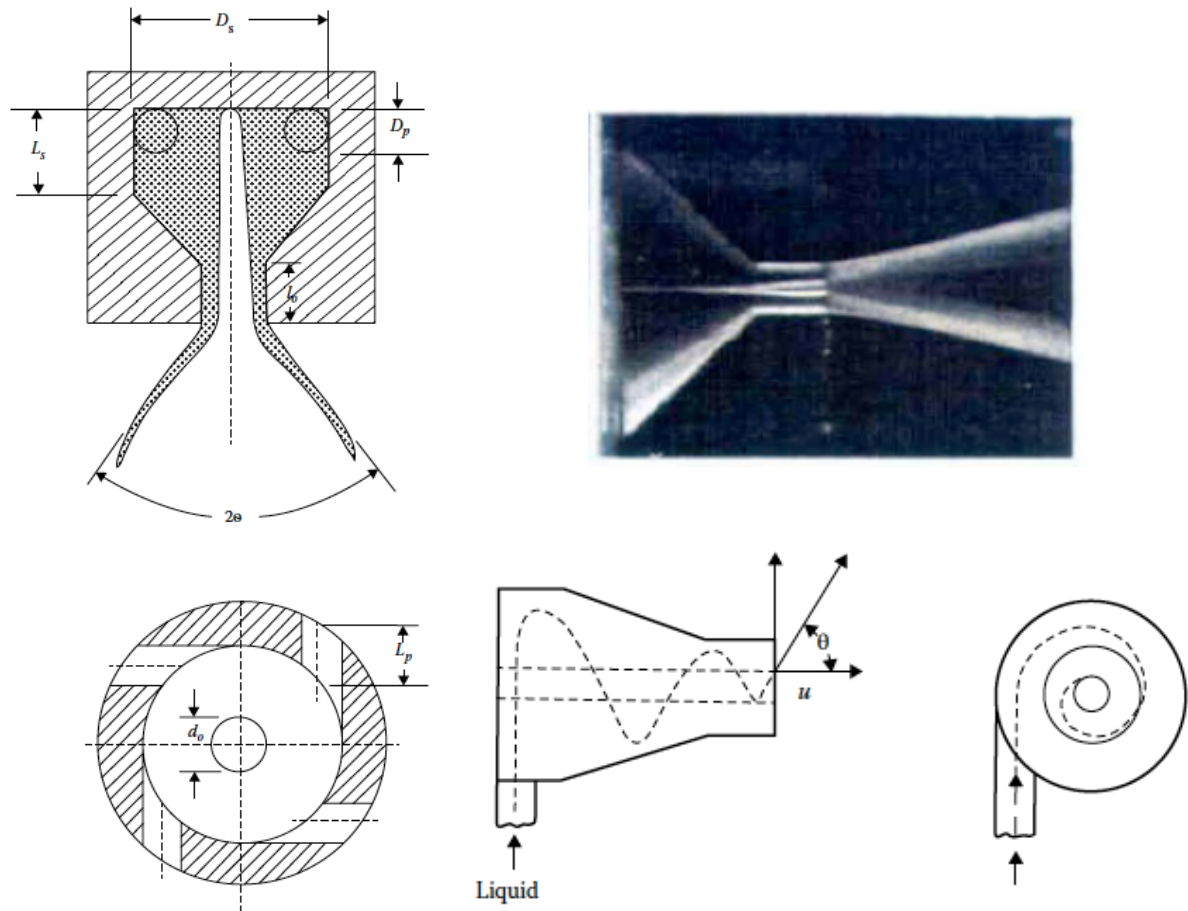 D_s
D_p
L_s
l_o
2θ
L_p
d_o
θ
u
Liquid